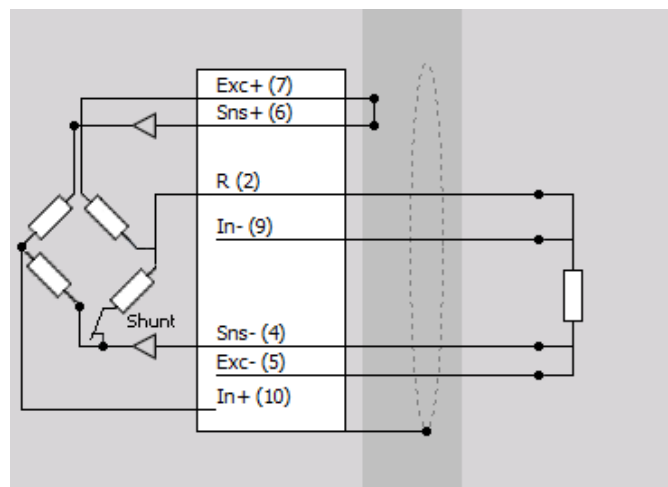 Exc+ (7)
Sns+ (6)
R (2)
In- (9)
Shunt
Sns- (4)
Exc- (5)
In+ (10)